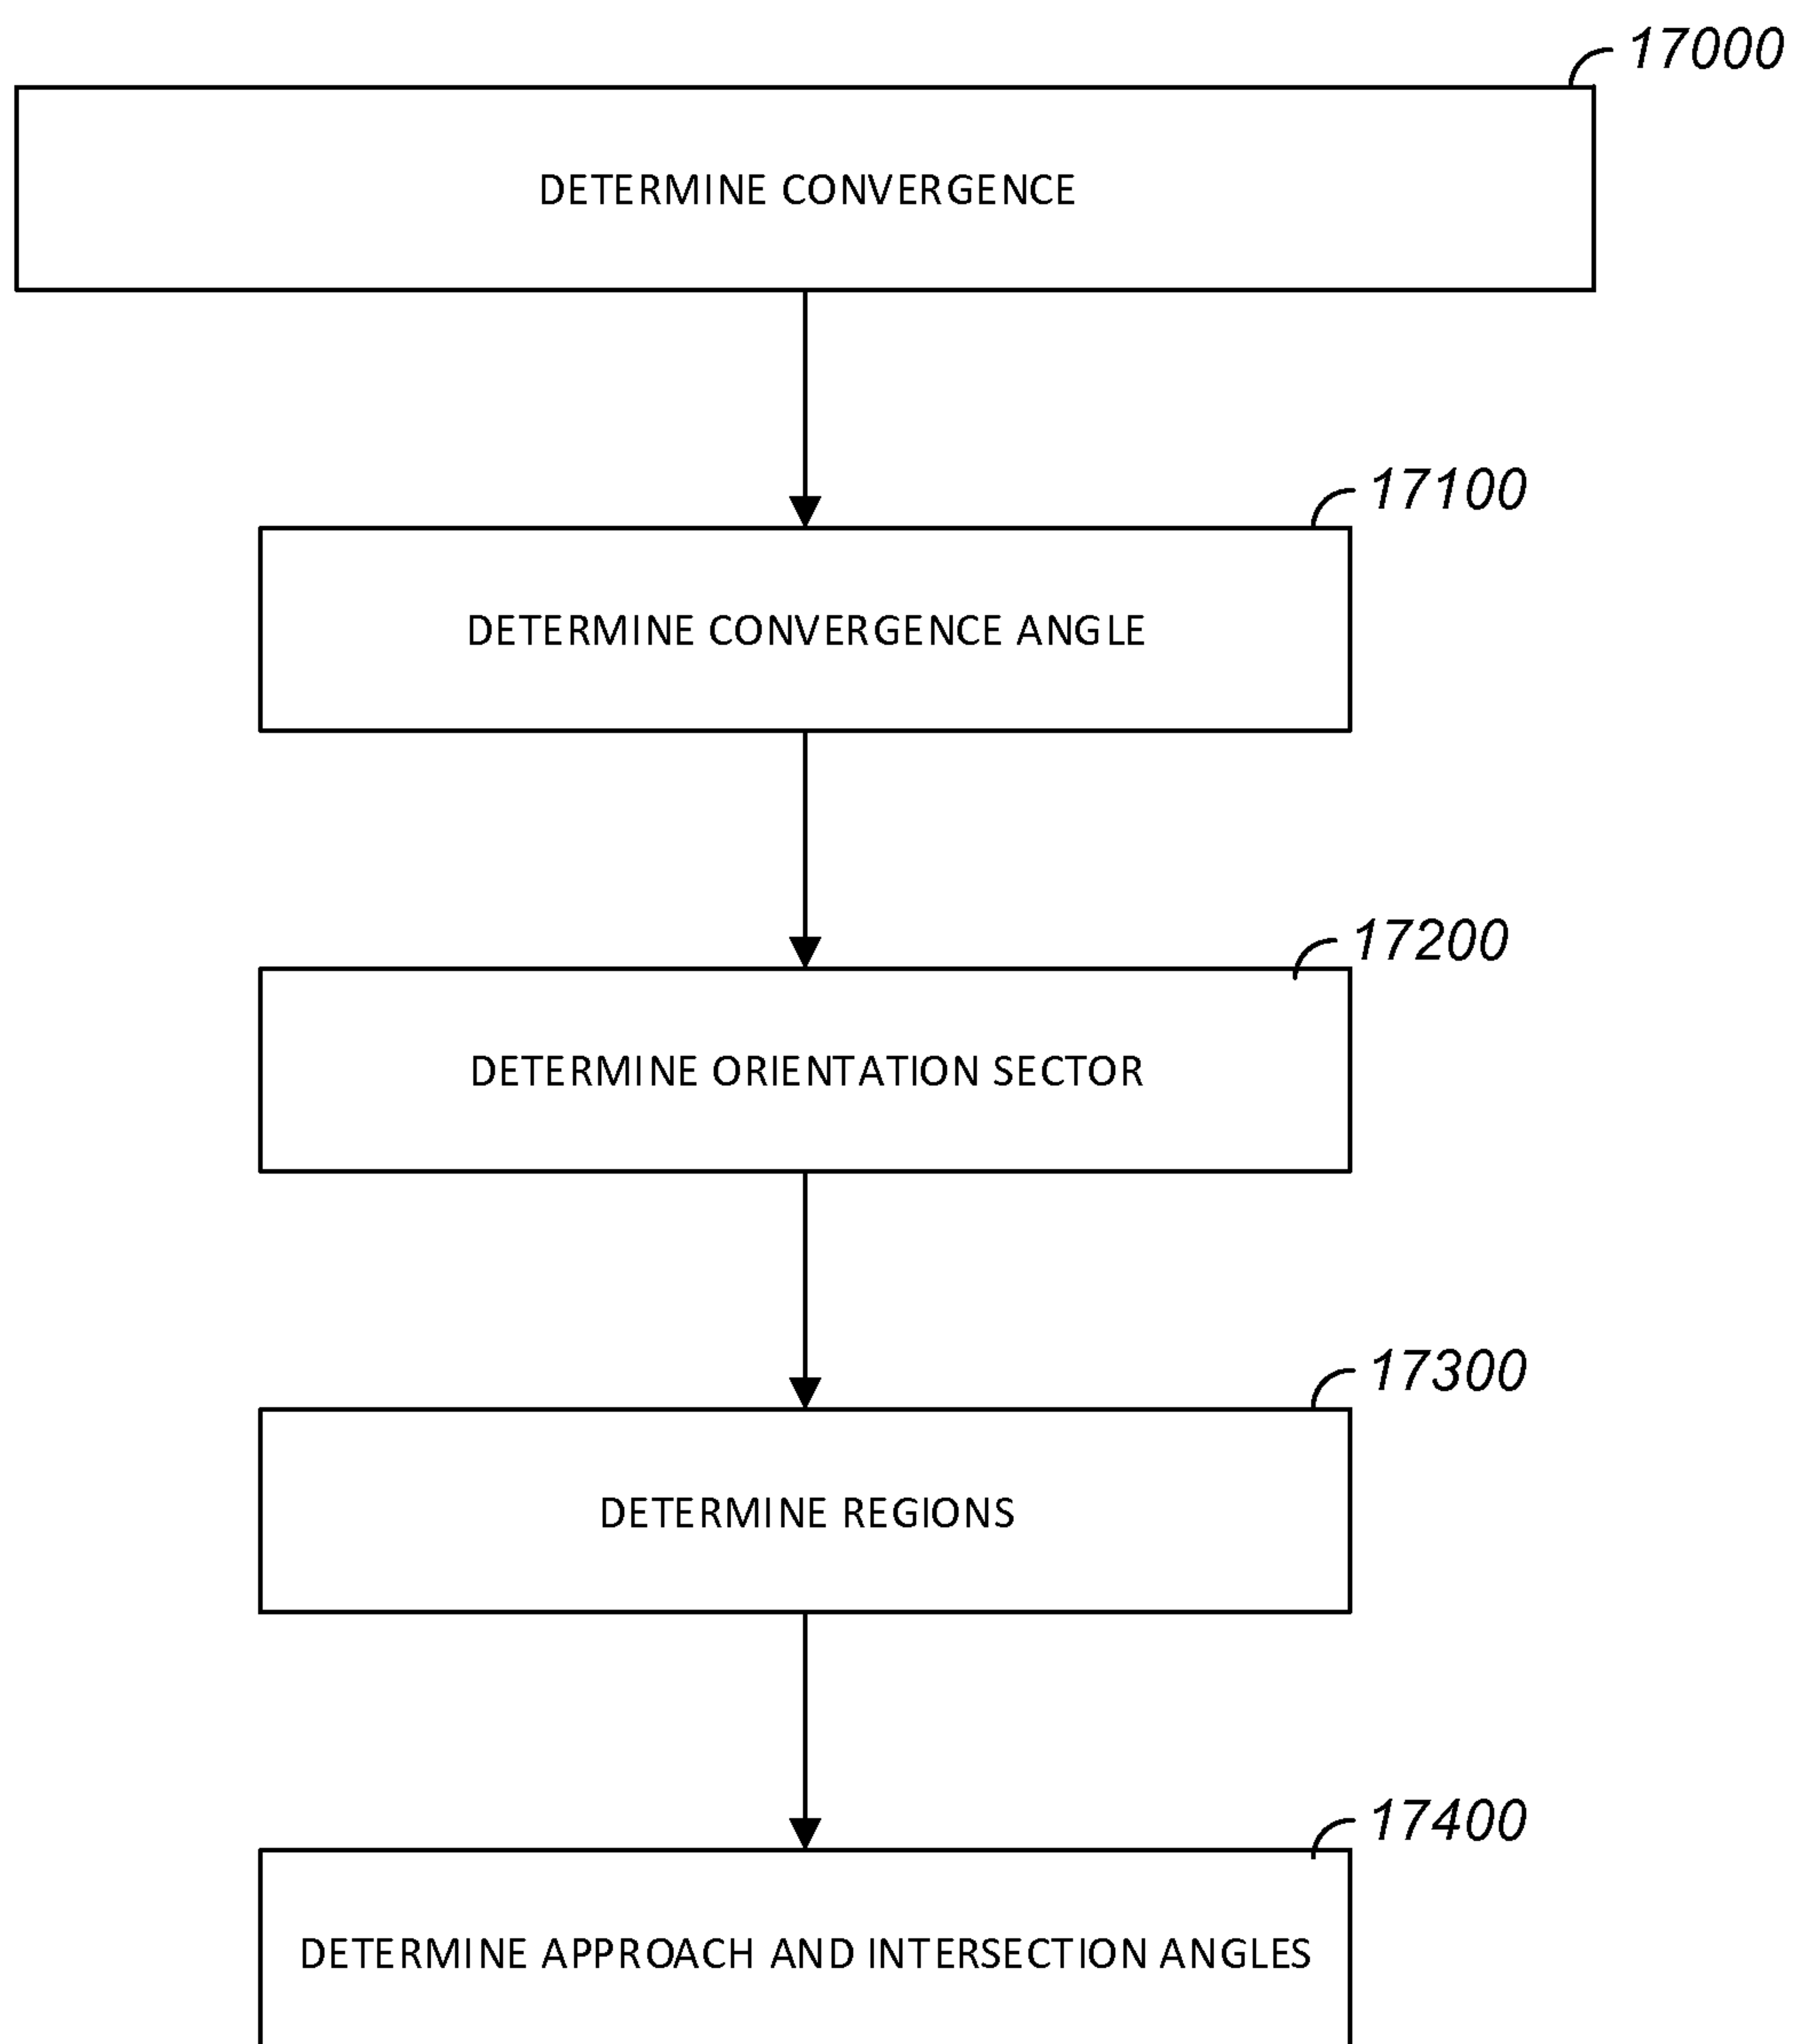 17000
DETERMINE CONVERGENCE
17100
DETERMINE CONVERGENCE ANGLE
17200
DETERMINE ORIENTATION SECTOR
17300
DETERMINE REGIONS
17400
DETERMINE APPROACH AND INTERSECTION ANGLES